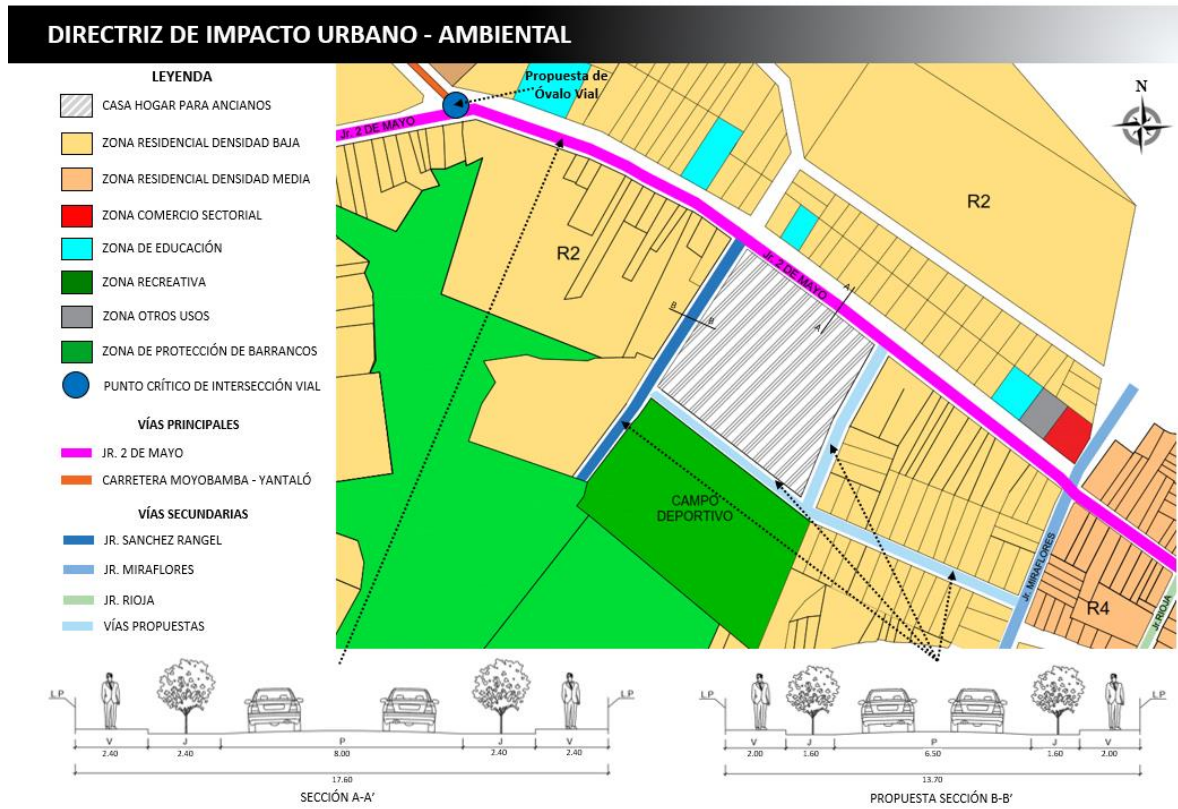 DIRECTRIZ DE IMPACTO URBANO - AMBIENTAL
LEYENDA
CASA HOGAR PARA ANCIANOS
ZONA RESIDENCIAL DENSIDAD BAJA
ZONA RESIDENCIAL DENSIDAD MEDIA
ZONA COMERCIO SECTORIAL
ZONA DE EDUCACIÓN
ZONA RECREATIVA
ZONA OTROS USOS
ZONA DE PROTECCIÓN DE BARRANCOS
PUNTO CRÍTICO DE INTERSECCIÓN VIAL
VÍAS PRINCIPALES
JR. 2 DE MAYO
CARRETERA MOYOBAMBA - YANTALÓ
VÍAS SECUNDARIAS
JR. SANCHEZ RANGEL
JR. MIRAFLORES
JR. RIOJA
VÍAS PROPUESTAS
Propuesta de
Óvalo Vial
N
Jr. 2 DE MAYO
R2
R2
Jr. 2 DE MAYO
A
A
B
B
CAMPO
DEPORTIVO
Jr. MIRAFLORES
R4
Jr.RIOJA
L.P.
L.P.
V
J
P
J
V
2.40
2.40
8.00
2.40
2.40
17.60
SECCIÓN A-A'
L.P.
L.P.
V
J
P
J
V
2.00
1.60
6.50
1.60
2.00
13.70
PROPUESTA SECCIÓN B-B'